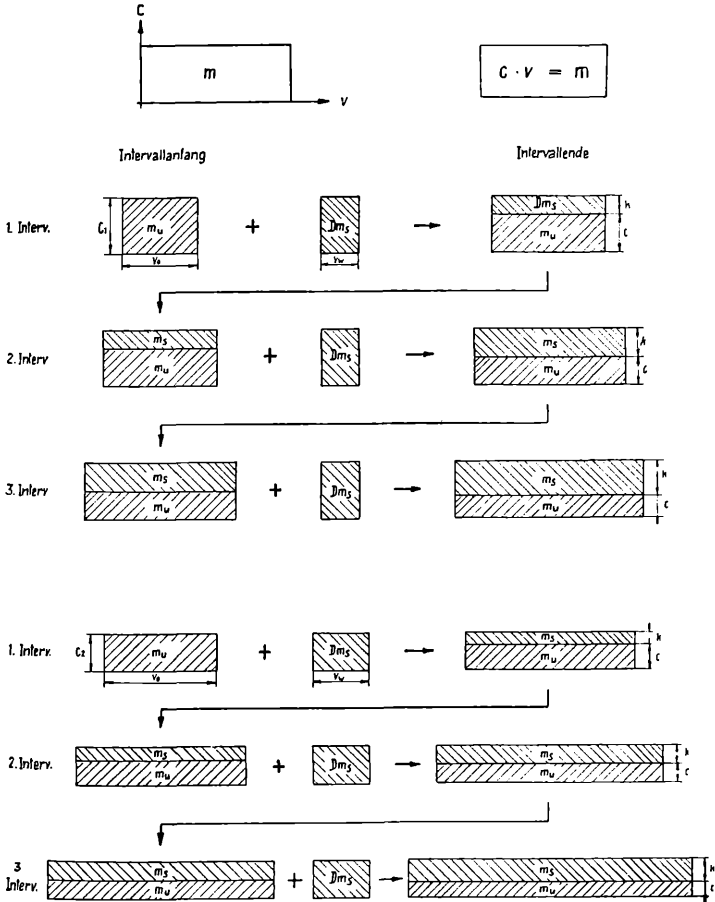 C
m
V
C · V = m
Intervallanfang
Intervallende
1. Interv.
C₁
mᵤ
V₀
+
Dmₛ
Vw
Dmₛ
mᵤ
h
C
2. Interv
mₛ
mᵤ
+
Dmₛ
mₛ
mᵤ
h
C
3. Interv
mₛ
mᵤ
+
Dmₛ
mₛ
mᵤ
h
C
1. Interv.
C₂
mᵤ
V₀
+
Dmₛ
Vw
mₛ
mᵤ
h
C
2. Interv.
mₛ
mᵤ
+
Dmₛ
mₛ
mᵤ
h
C
3
Interv.
mₛ
mᵤ
+
Dmₛ
mₛ
mᵤ
h
C